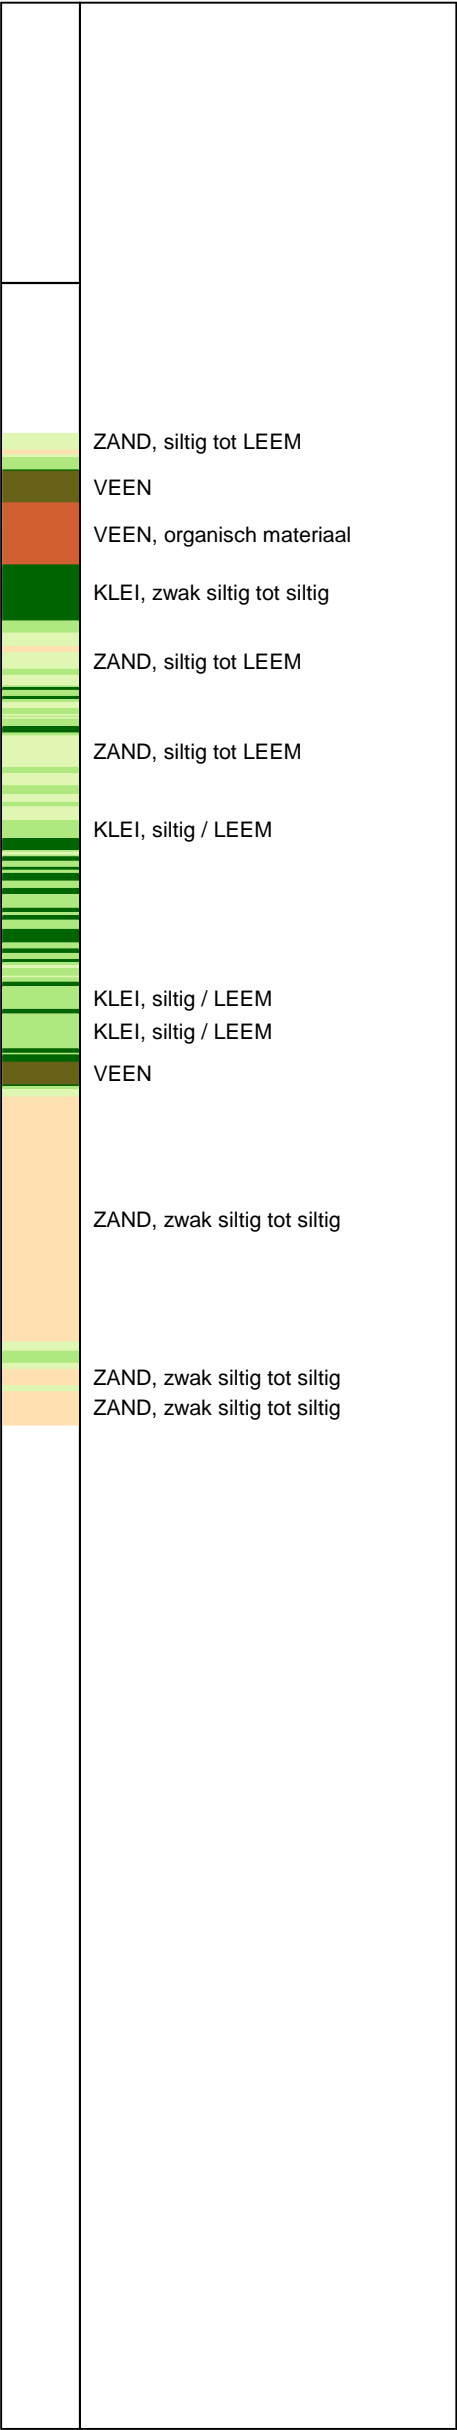 ZAND, siltig tot LEEM
VEEN
VEEN, organisch materiaal
KLEI, zwak siltig tot siltig
ZAND, siltig tot LEEM
ZAND, siltig tot LEEM
KLEI, siltig / LEEM
KLEI, siltig / LEEM
KLEI, siltig / LEEM
VEEN
ZAND, zwak siltig tot siltig
ZAND, zwak siltig tot siltig
ZAND, zwak siltig tot siltig